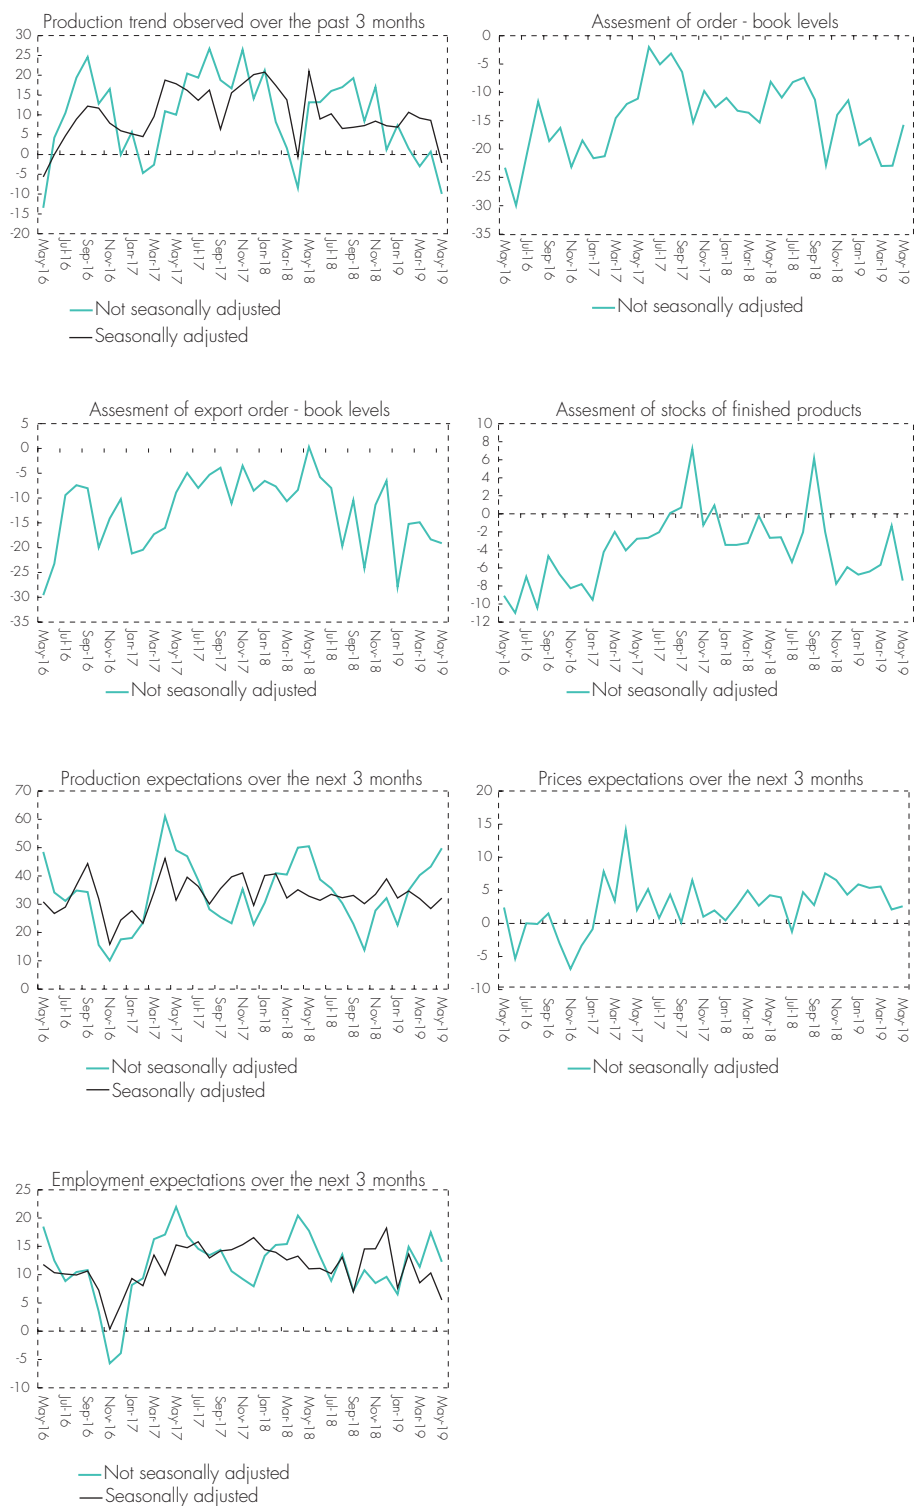 Production trend observed over the past 3 months
30
25
20
15
10
5
0
-5
-10
-15
-20
May-16
Jul-16
Sep-16
Nov-16
Jan-17
Mar-17
May-17
Jul-17
Sep-17
Nov-17
Jan-18
Mar-18
May-18
Jul-18
Sep-18
Nov-18
Jan-19
Mar-19
May-19
Not seasonally adjusted
Seasonally adjusted
Assesment of order - book levels
0
-5
-10
-15
-20
-25
-30
-35
May-16
Jul-16
Sep-16
Nov-16
Jan-17
Mar-17
May-17
Jul-17
Sep-17
Nov-17
Jan-18
Mar-18
May-18
Jul-18
Sep-18
Nov-18
Jan-19
Mar-19
May-19
Not seasonally adjusted
Assesment of export order - book levels
5
0
-5
-10
-15
-20
-25
-30
-35
May-16
Jul-16
Sep-16
Nov-16
Jan-17
Mar-17
May-17
Jul-17
Sep-17
Nov-17
Jan-18
Mar-18
May-18
Jul-18
Sep-18
Nov-18
Jan-19
Mar-19
May-19
Not seasonally adjusted
Assesment of stocks of finished products
10
8
6
4
2
0
-2
-4
-6
-8
-10
-12
May-16
Jul-16
Sep-16
Nov-16
Jan-17
Mar-17
May-17
Jul-17
Sep-17
Nov-17
Jan-18
Mar-18
May-18
Jul-18
Sep-18
Nov-18
Jan-19
Mar-19
May-19
Not seasonally adjusted
Production expectations over the next 3 months
70
60
50
40
30
20
10
0
May-16
Jul-16
Sep-16
Nov-16
Jan-17
Mar-17
May-17
Jul-17
Sep-17
Nov-17
Jan-18
Mar-18
May-18
Jul-18
Sep-18
Nov-18
Jan-19
Mar-19
May-19
Not seasonally adjusted
Seasonally adjusted
Prices expectations over the next 3 months
20
15
10
5
0
-5
-10
May-16
Jul-16
Sep-16
Nov-16
Jan-17
Mar-17
May-17
Jul-17
Sep-17
Nov-17
Jan-18
Mar-18
May-18
Jul-18
Sep-18
Nov-18
Jan-19
Mar-19
May-19
Not seasonally adjusted
Employment expectations over the next 3 months
25
20
15
10
5
0
-5
-10
May-16
Jul-16
Sep-16
Nov-16
Jan-17
Mar-17
May-17
Jul-17
Sep-17
Nov-17
Jan-18
Mar-18
May-18
Jul-18
Sep-18
Nov-18
Jan-19
Mar-19
May-19
Not seasonally adjusted
Seasonally adjusted